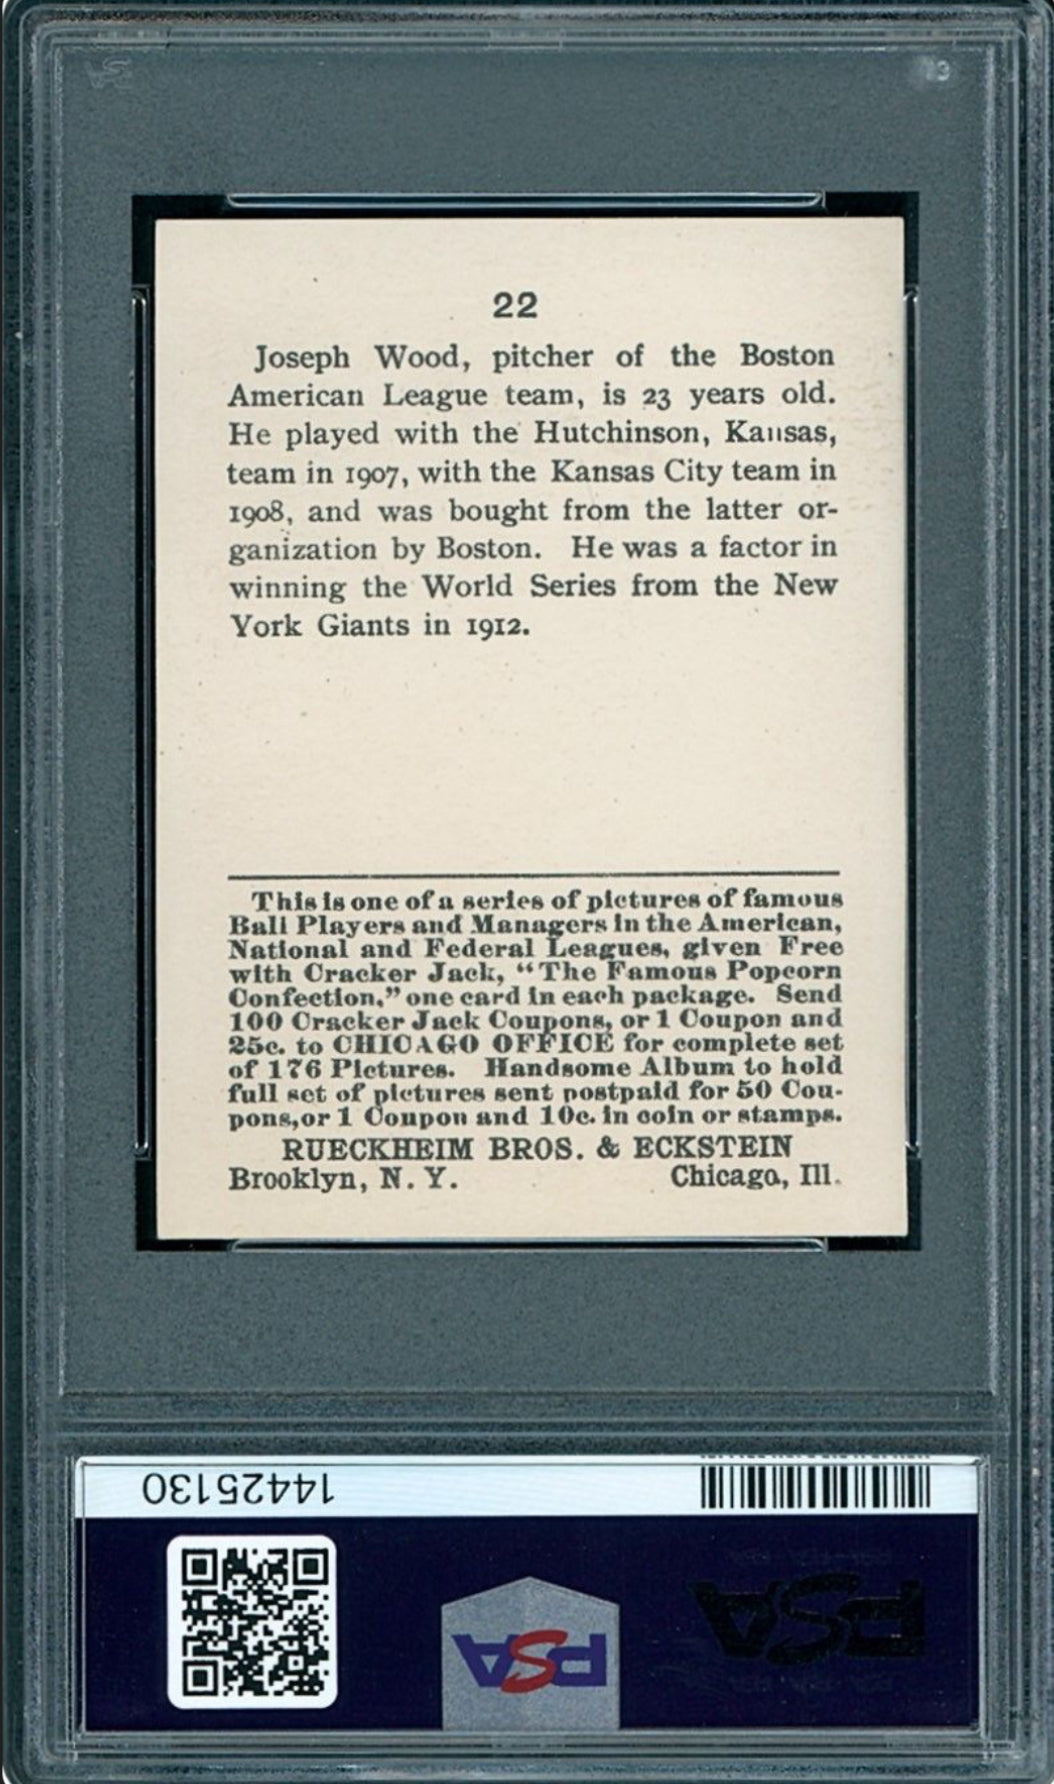 22
Joseph Wood, pitcher of the Boston
American League team, is 23 years old.
He played with the Hutchinson, Kansas,
team in 1907, with the Kansas City team in
1908, and was bought from the latter or-
ganization by Boston. He was a factor in
winning the World Series from the New
York Giants in 1912.
This is one of a series of pictures of famous
Ball Players and Managers in the American,
National and Federal Leagues, given Free
with Cracker Jack, “The Famous Popcorn
Confection,” one card in each package. Send
100 Cracker Jack Coupons, or 1 Coupon and
25c. to CHICAGO OFFICE for complete set
of 176 Pictures. Handsome Album to hold
full set of pictures sent postpaid for 50 Cou-
pons, or 1 Coupon and 10c. in coin or stamps.
RUECKHEIM BROS. & ECKSTEIN
Brooklyn, N. Y. Chicago, Ill.
14425130
PSA
PSA